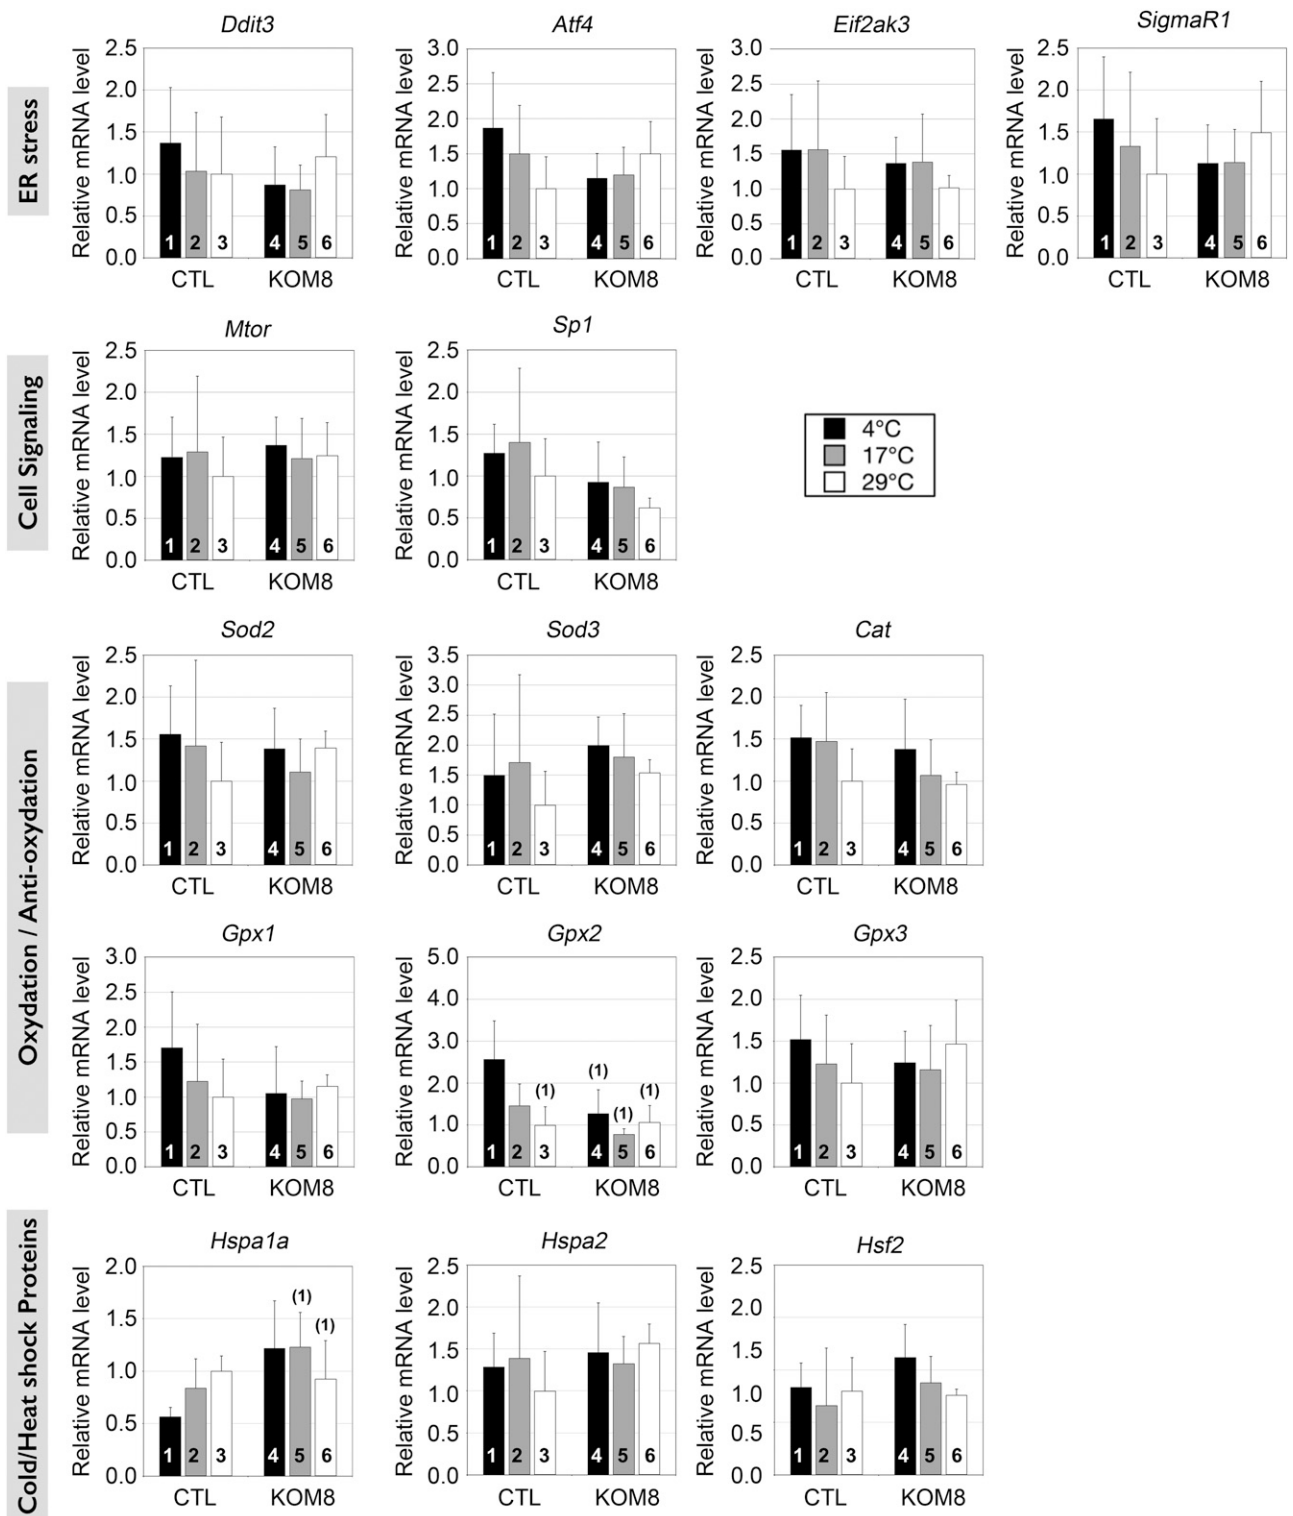 ER stress
Ddit3
Relative mRNA level
2.5
2.0
1.5
1.0
0.5
0.0
1 2 3 4 5 6
CTL KOM8
Atf4
Relative mRNA level
3.0
2.5
2.0
1.5
1.0
0.5
0.0
1 2 3 4 5 6
CTL KOM8
Eif2ak3
Relative mRNA level
3.0
2.5
2.0
1.5
1.0
0.5
0.0
1 2 3 4 5 6
CTL KOM8
SigmaR1
Relative mRNA level
2.5
2.0
1.5
1.0
0.5
0.0
1 2 3 4 5 6
CTL KOM8
Cell Signaling
Mtor
Relative mRNA level
2.5
2.0
1.5
1.0
0.5
0.0
1 2 3 4 5 6
CTL KOM8
Sp1
Relative mRNA level
2.5
2.0
1.5
1.0
0.5
0.0
1 2 3 4 5 6
CTL KOM8
4°C
17°C
29°C
Oxydation / Anti-oxydation
Sod2
Relative mRNA level
2.5
2.0
1.5
1.0
0.5
0.0
1 2 3 4 5 6
CTL KOM8
Sod3
Relative mRNA level
3.5
3.0
2.5
2.0
1.5
1.0
0.5
0.0
1 2 3 4 5 6
CTL KOM8
Cat
Relative mRNA level
2.5
2.0
1.5
1.0
0.5
0.0
1 2 3 4 5 6
CTL KOM8
Gpx1
Relative mRNA level
3.0
2.5
2.0
1.5
1.0
0.5
0.0
1 2 3 4 5 6
CTL KOM8
Gpx2
Relative mRNA level
5.0
4.0
3.0
2.0
1.0
0.0
(1) (1) (1) (1)
1 2 3 4 5 6
CTL KOM8
Gpx3
Relative mRNA level
2.5
2.0
1.5
1.0
0.5
0.0
1 2 3 4 5 6
CTL KOM8
Cold/Heat shock Proteins
Hspa1a
Relative mRNA level
2.0
1.5
1.0
0.5
0.0
(1) (1)
1 2 3 4 5 6
CTL KOM8
Hspa2
Relative mRNA level
2.5
2.0
1.5
1.0
0.5
0.0
1 2 3 4 5 6
CTL KOM8
Hsf2
Relative mRNA level
2.5
2.0
1.5
1.0
0.5
0.0
1 2 3 4 5 6
CTL KOM8